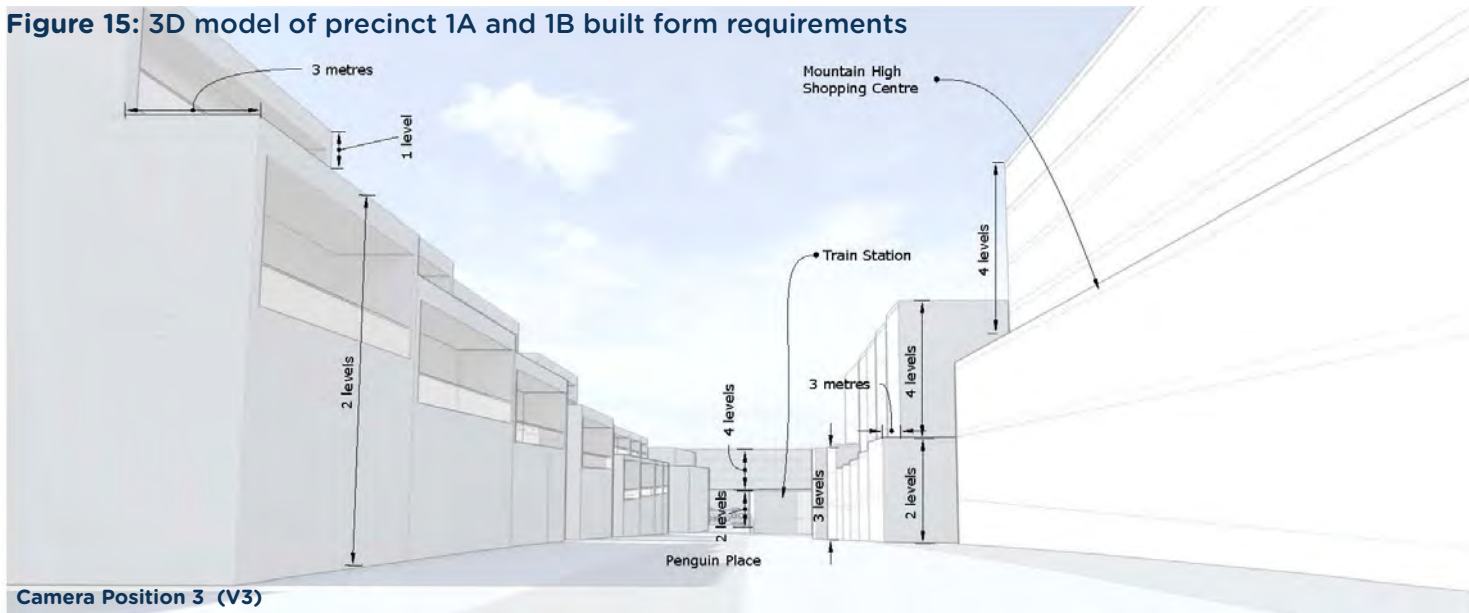 Figure 15: 3D model of precinct 1A and 1B built form requirements
3 metres
1 level
2 levels
Mountain High
Shopping Centre
4 levels
Train Station
4 levels
3 metres
4 levels
2 levels
3 levels
2 levels
Penguin Place
Camera Position 3 (V3)